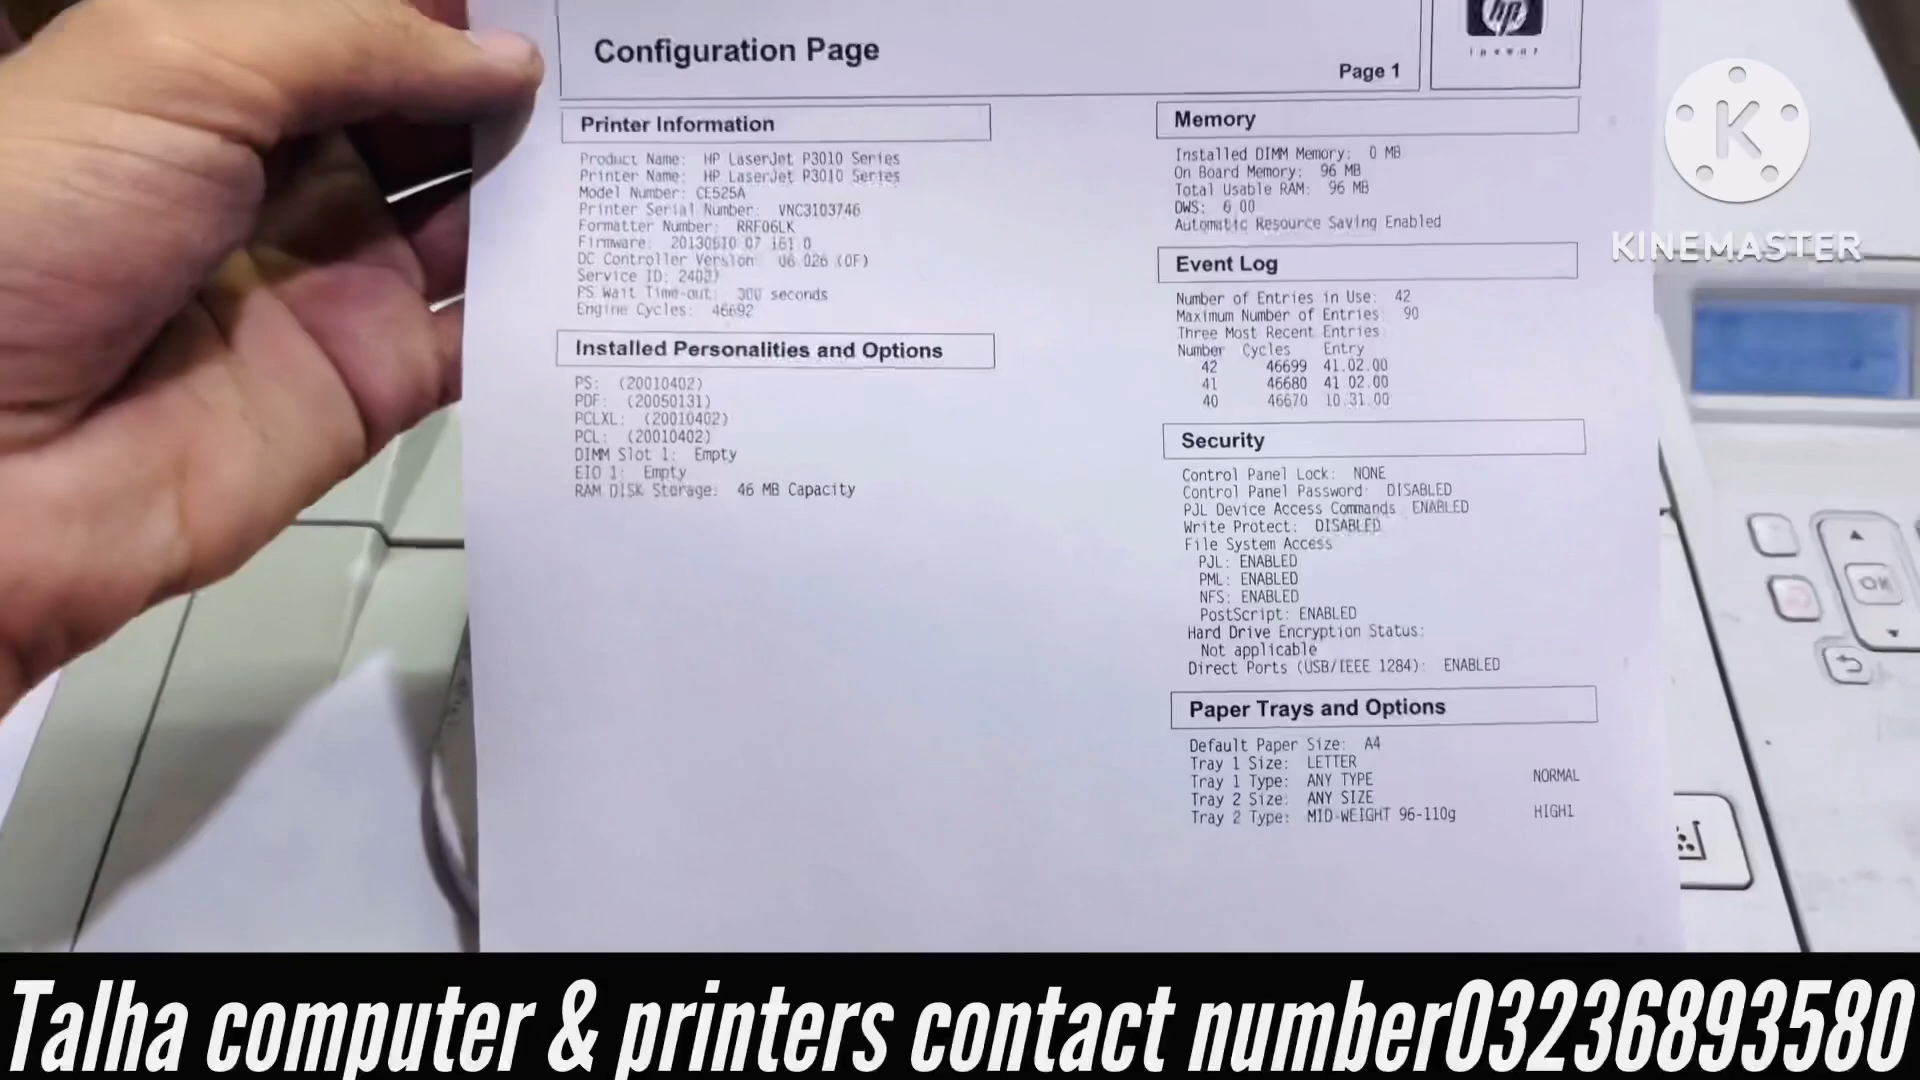 Configuration Page
Page 1
hp
invent
Printer Information
Product Name: HP LaserJet P3010 Series
Printer Name: HP LaserJet P3010 Series
Model Number: CE525A
Printer Serial Number: VNC3103746
Formatter Number: RRF06LK
Firmware:
DC Controller Version 06 026 (OF)
Service ID:
PS Wait Time-out: 300 seconds
Engine Cycles: 46692
Installed Personalities and Options
PS: (20010402)
PDF: (20050131)
PCLXL: (20010402)
PCL: (20010402)
DIMM Slot 1: Empty
EIO 1: Empty
RAM DISK Storage: 46 MB Capacity
Memory
Installed DIMM Memory: 0 MB
On Board Memory: 96 MB
Total Usable RAM: 96 MB
DWS: 6 00
Automatic Resource Saving Enabled
Event Log
Number of Entries in Use: 42
Maximum Number of Entries: 90
Three Most Recent Entries:
Number Cycles Entry
42 46699 41.02.00
41 46680 41 02.00
40 46670 10 31.00
Security
Control Panel Lock: NONE
Control Panel Password: DISABLED
PJL Device Access Commands ENABLED
Write Protect: DISABLED
File System Access
PJL: ENABLED
PML: ENABLED
NFS: ENABLED
PostScript: ENABLED
Hard Drive Encryption Status:
Not applicable
Direct Ports (USB/IEEE 1284): ENABLED
Paper Trays and Options
Default Paper Size: A4
Tray 1 Size: LETTER
Tray 1 Type: ANY TYPE NORMAL
Tray 2 Size: ANY SIZE
Tray 2 Type: MID-WEIGHT 96-110g HIGH1
K
KINEMASTER
OK
Talha computer & printers contact number03236893580